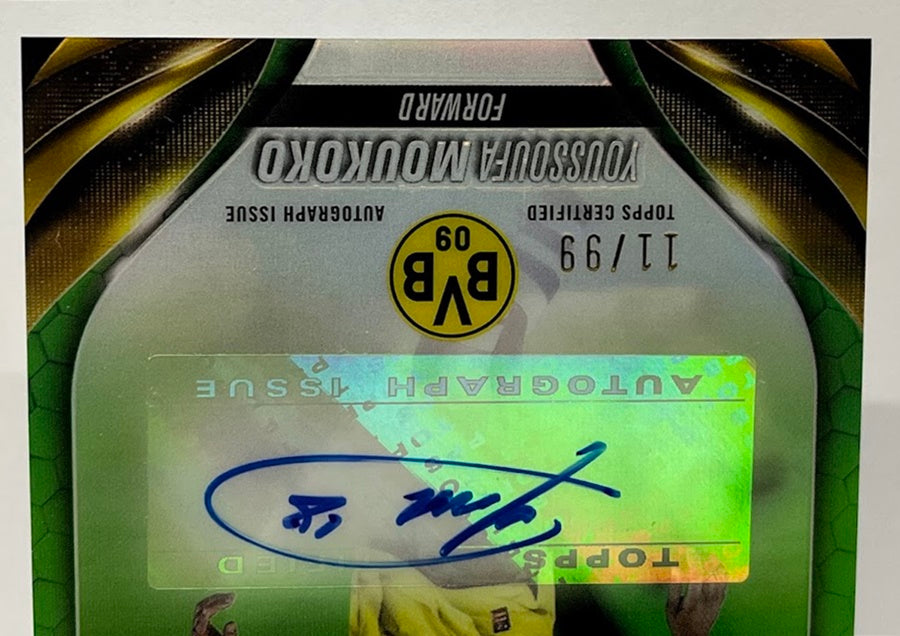 TOPPS
AUTOGRAPH ISSUE
BVB
09
11/99
TOPPS CERTIFIED
AUTOGRAPH ISSUE
YOUSSOUFA MOUKOKO
FORWARD